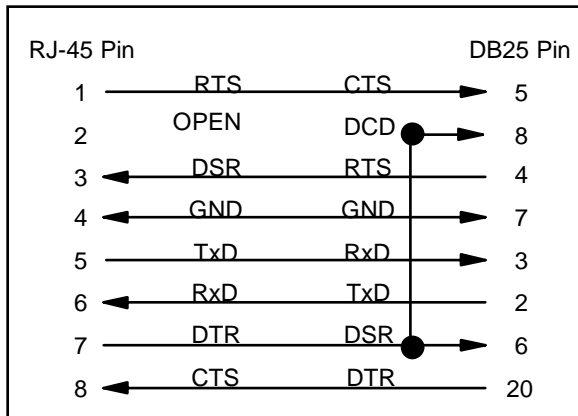 RJ-45 Pin DB25 Pin
1 RTS CTS 5
2 OPEN DCD 8
3 DSR RTS 4
4 GND GND 7
5 TxD RxD 3
6 RxD TxD 2
7 DTR DSR 6
8 CTS DTR 20